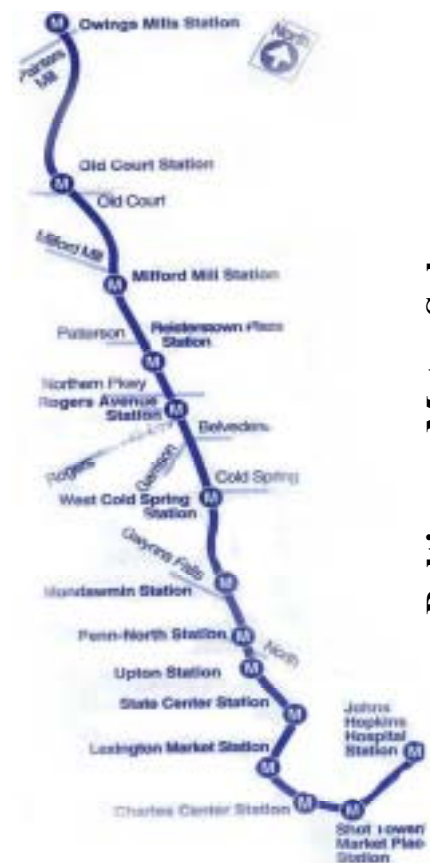 M Owings Mills Station
North
Painters
Mill
Old Court Station
M
Old Court
Milford Mill
M Milford Mill Station
Patterson
Reisterstown Plaza
Station
M
Northern Pkwy
Rogers Avenue
Station M
Belvedere
Rogers
Garrison
Cold Spring
West Cold Spring M
Station
Gwynns Falls
M
Mondawmin Station
Penn-North Station M
North
Upton Station M
State Center Station M
Johns
Hopkins
Hospital
Station M
Lexington Market Station
M
Charles Center Station M
M
Shot Tower/
Market Place
Station